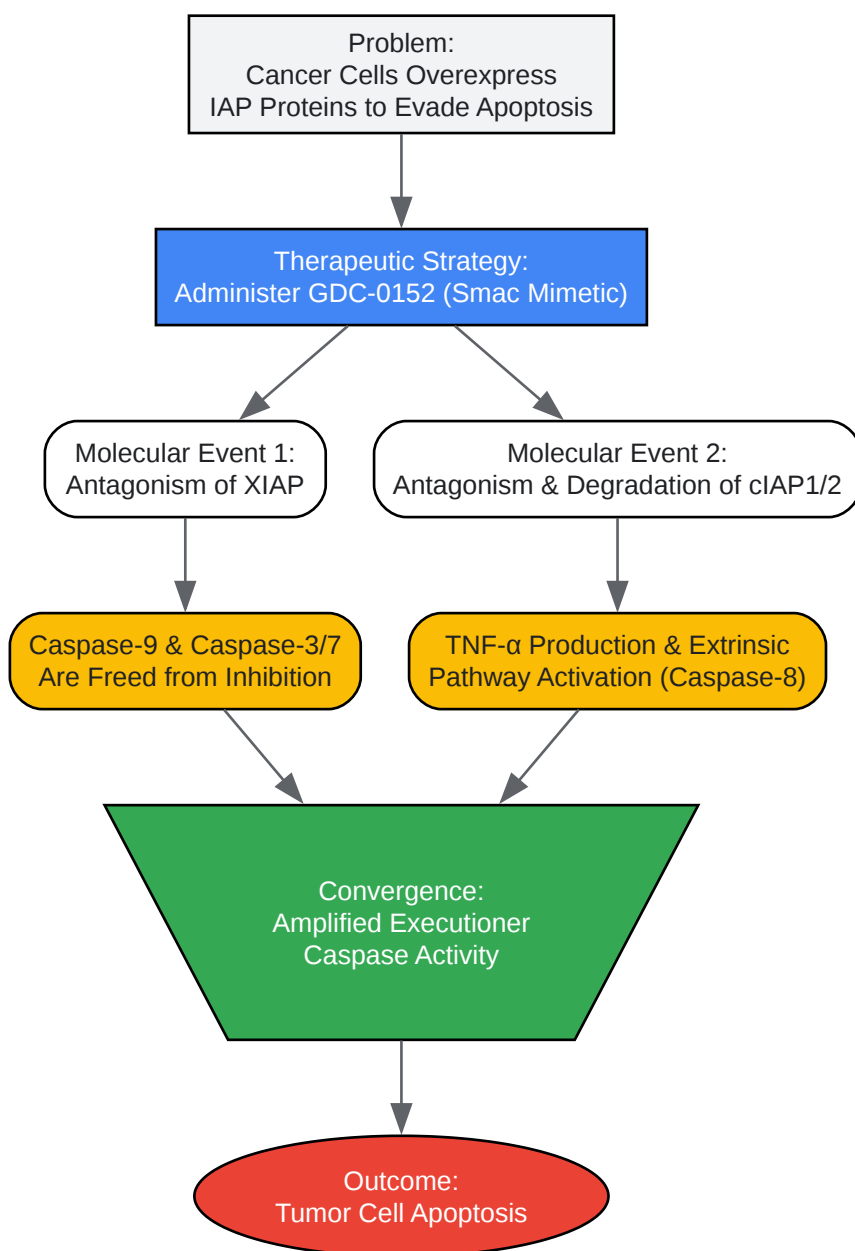 Problem:
Cancer Cells Overexpress
IAP Proteins to Evade Apoptosis
Therapeutic Strategy:
Administer GDC-0152 (Smac Mimetic)
Molecular Event 1:
Antagonism of XIAP
Molecular Event 2:
Antagonism & Degradation of cIAP1/2
Caspase-9 & Caspase-3/7
Are Freed from Inhibition
TNF-α Production & Extrinsic
Pathway Activation (Caspase-8)
Convergence:
Amplified Executioner
Caspase Activity
Outcome:
Tumor Cell Apoptosis